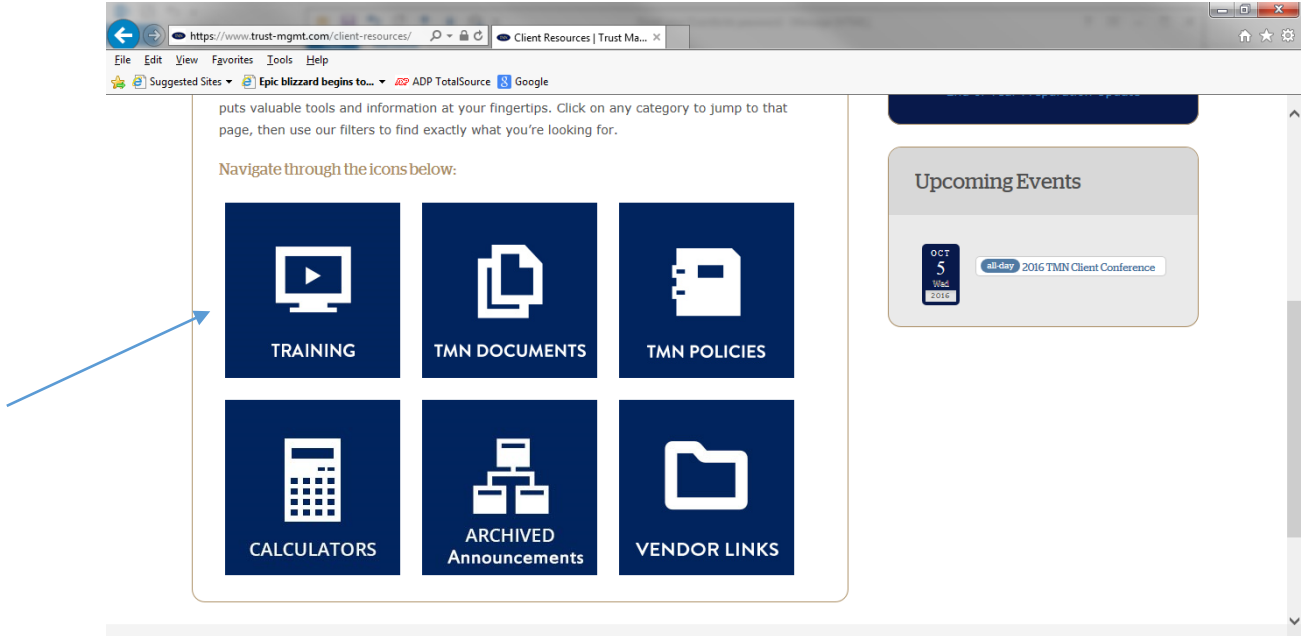 https://www.trust-mgmt.com/client-resources/
Client Resources | Trust Ma...
File Edit View Favorites Tools Help
Suggested Sites
Epic blizzard begins to...
ADP TotalSource
Google
puts valuable tools and information at your fingertips. Click on any category to jump to that
page, then use our filters to find exactly what you're looking for.
Navigate through the icons below:
TRAINING
TMN DOCUMENTS
TMN POLICIES
CALCULATORS
ARCHIVED
Announcements
VENDOR LINKS
Upcoming Events
OCT
5
Wed
2016
all-day 2016 TMN Client Conference